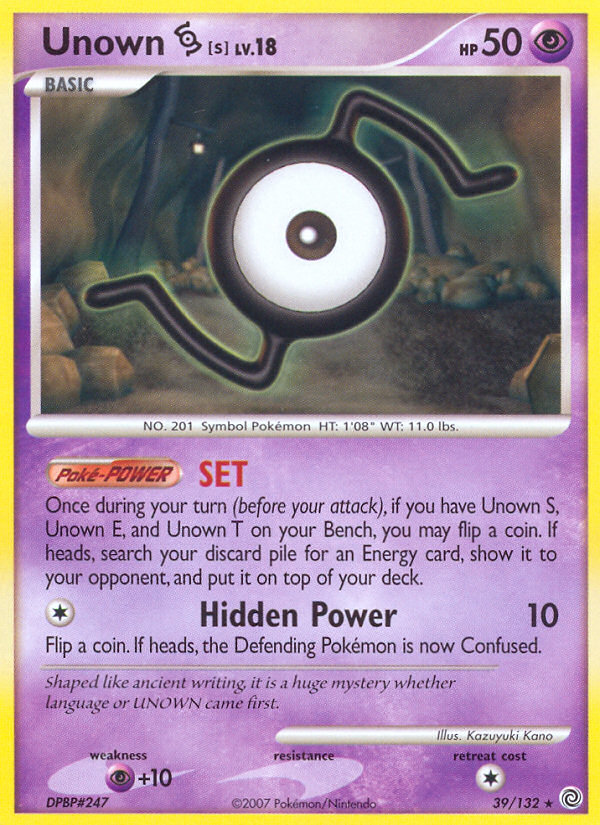 Unown [S] LV.18 HP 50
BASIC
NO. 201 Symbol Pokémon HT: 1'08" WT: 11.0 lbs.
Poké-POWER SET
Once during your turn (before your attack), if you have Unown S,
Unown E, and Unown T on your Bench, you may flip a coin. If
heads, search your discard pile for an Energy card, show it to
your opponent, and put it on top of your deck.
Hidden Power 10
Flip a coin. If heads, the Defending Pokémon is now Confused.
Shaped like ancient writing, it is a huge mystery whether
language or UNOWN came first.
Illus. Kazuyuki Kano
weakness resistance retreat cost
+10
DPBP#247 ©2007 Pokémon/Nintendo 39/132 ★